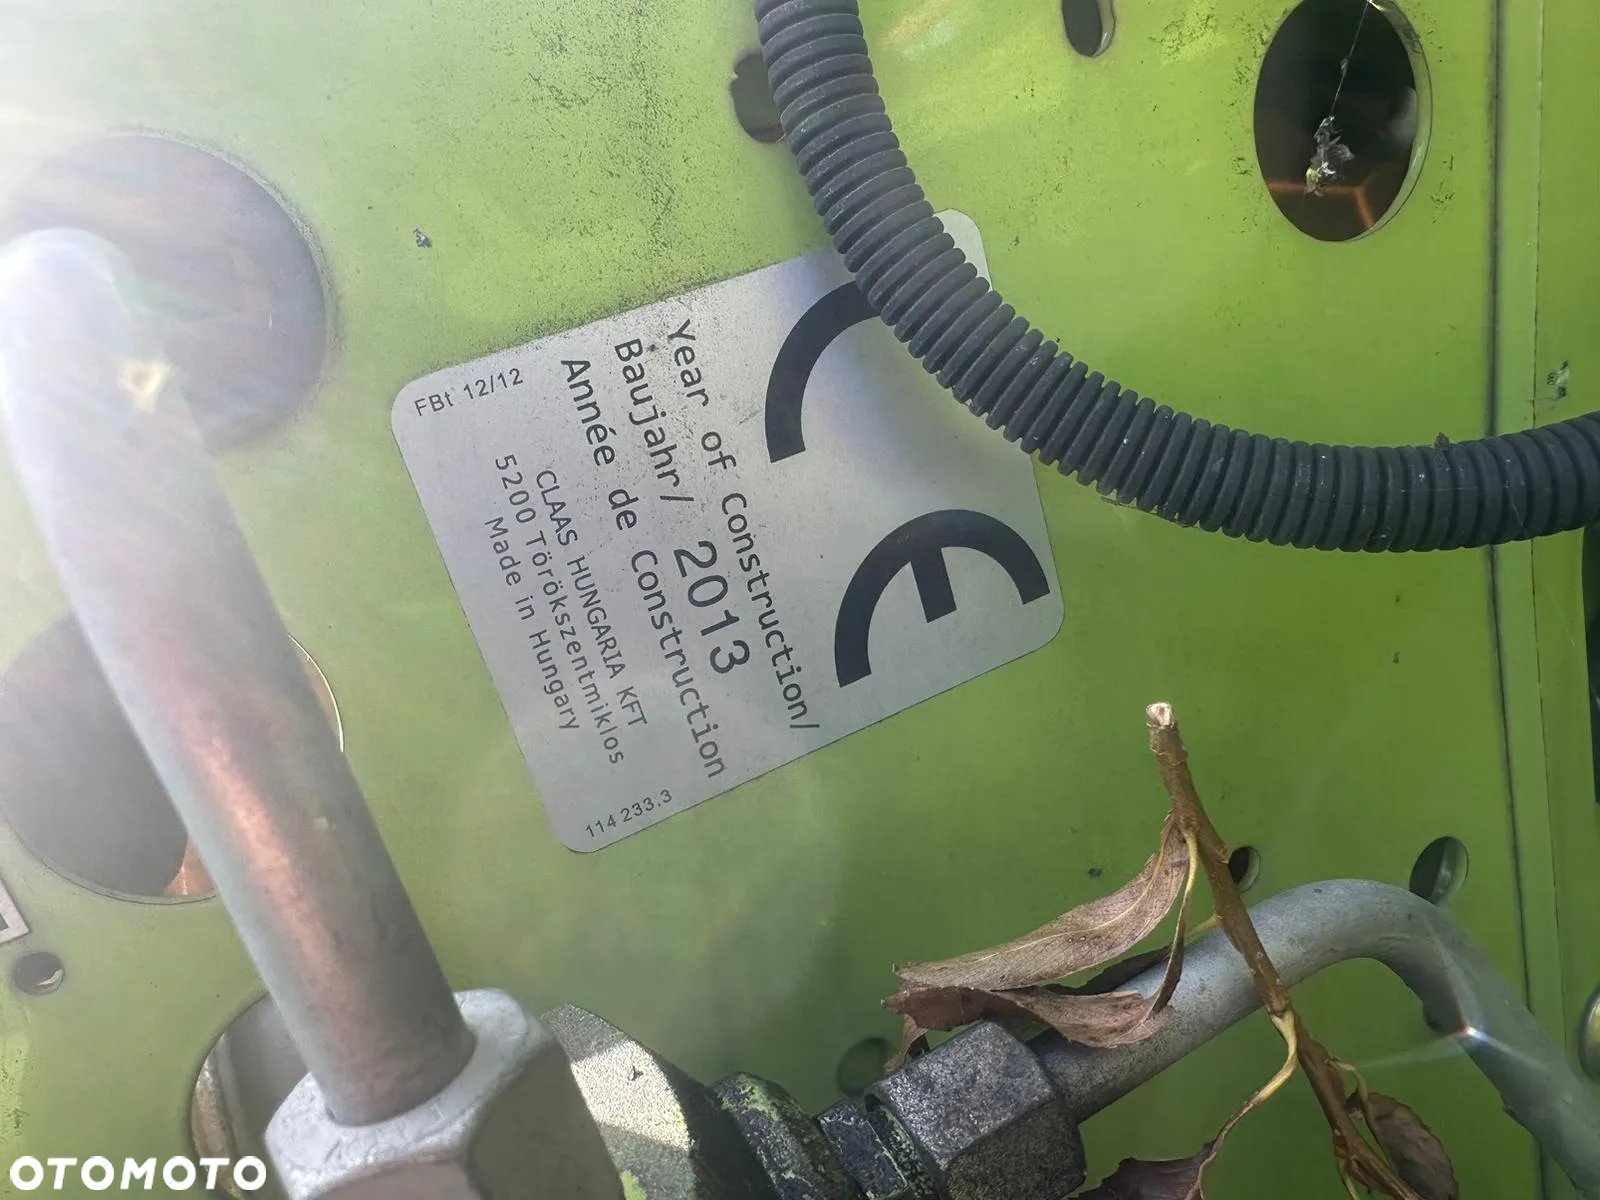 CE
Year of Construction/
Baujahr/ 2013
Année de Construction
CLAAS HUNGARIA KFT
5200 Törökszentmiklos
Made in Hungary
FBt 12/12
114 233.3
OTOMOTO